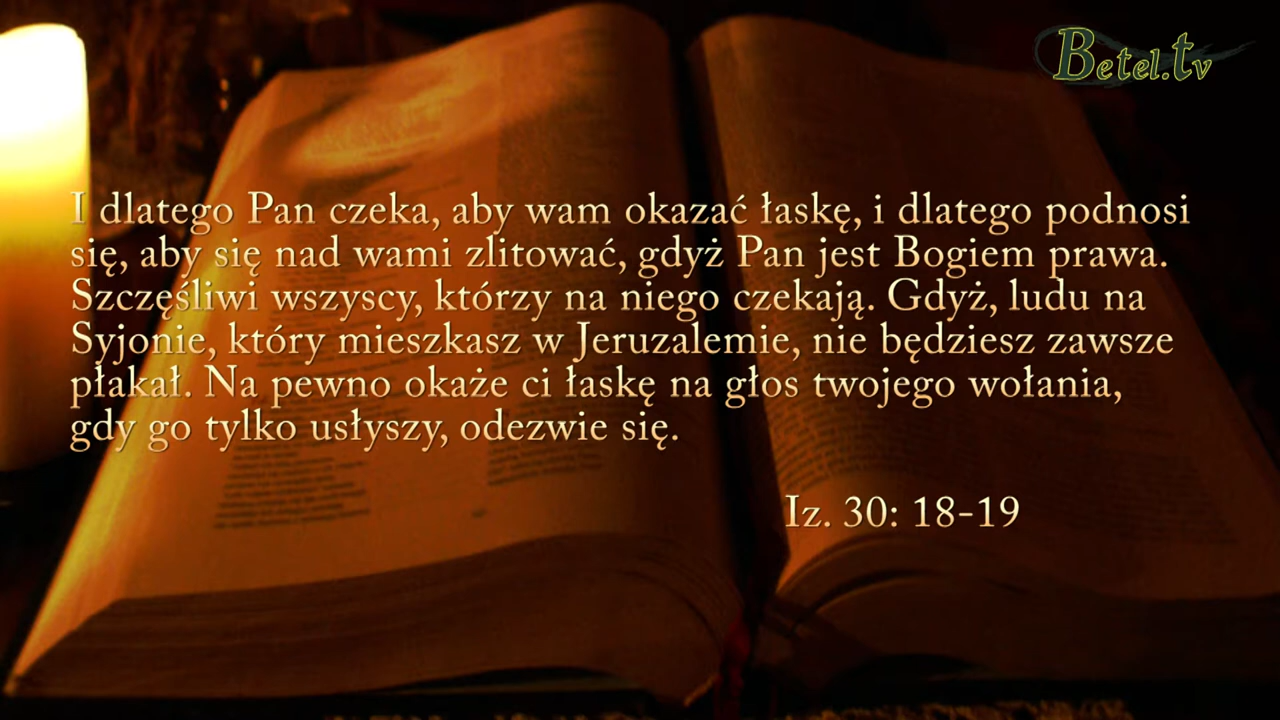 Betel.tv
I dlatego Pan czeka, aby wam okazać łaskę, i dlatego podnosi
się, aby się nad wami zlitować, gdyż Pan jest Bogiem prawa.
Szczęśliwi wszyscy, którzy na niego czekają. Gdyż, ludu na
Syjonie, który mieszkasz w Jeruzalemie, nie będziesz zawsze
płakał. Na pewno okaże ci łaskę na głos twojego wołania,
gdy go tylko usłyszy, odezwie się.
Iz. 30: 18-19